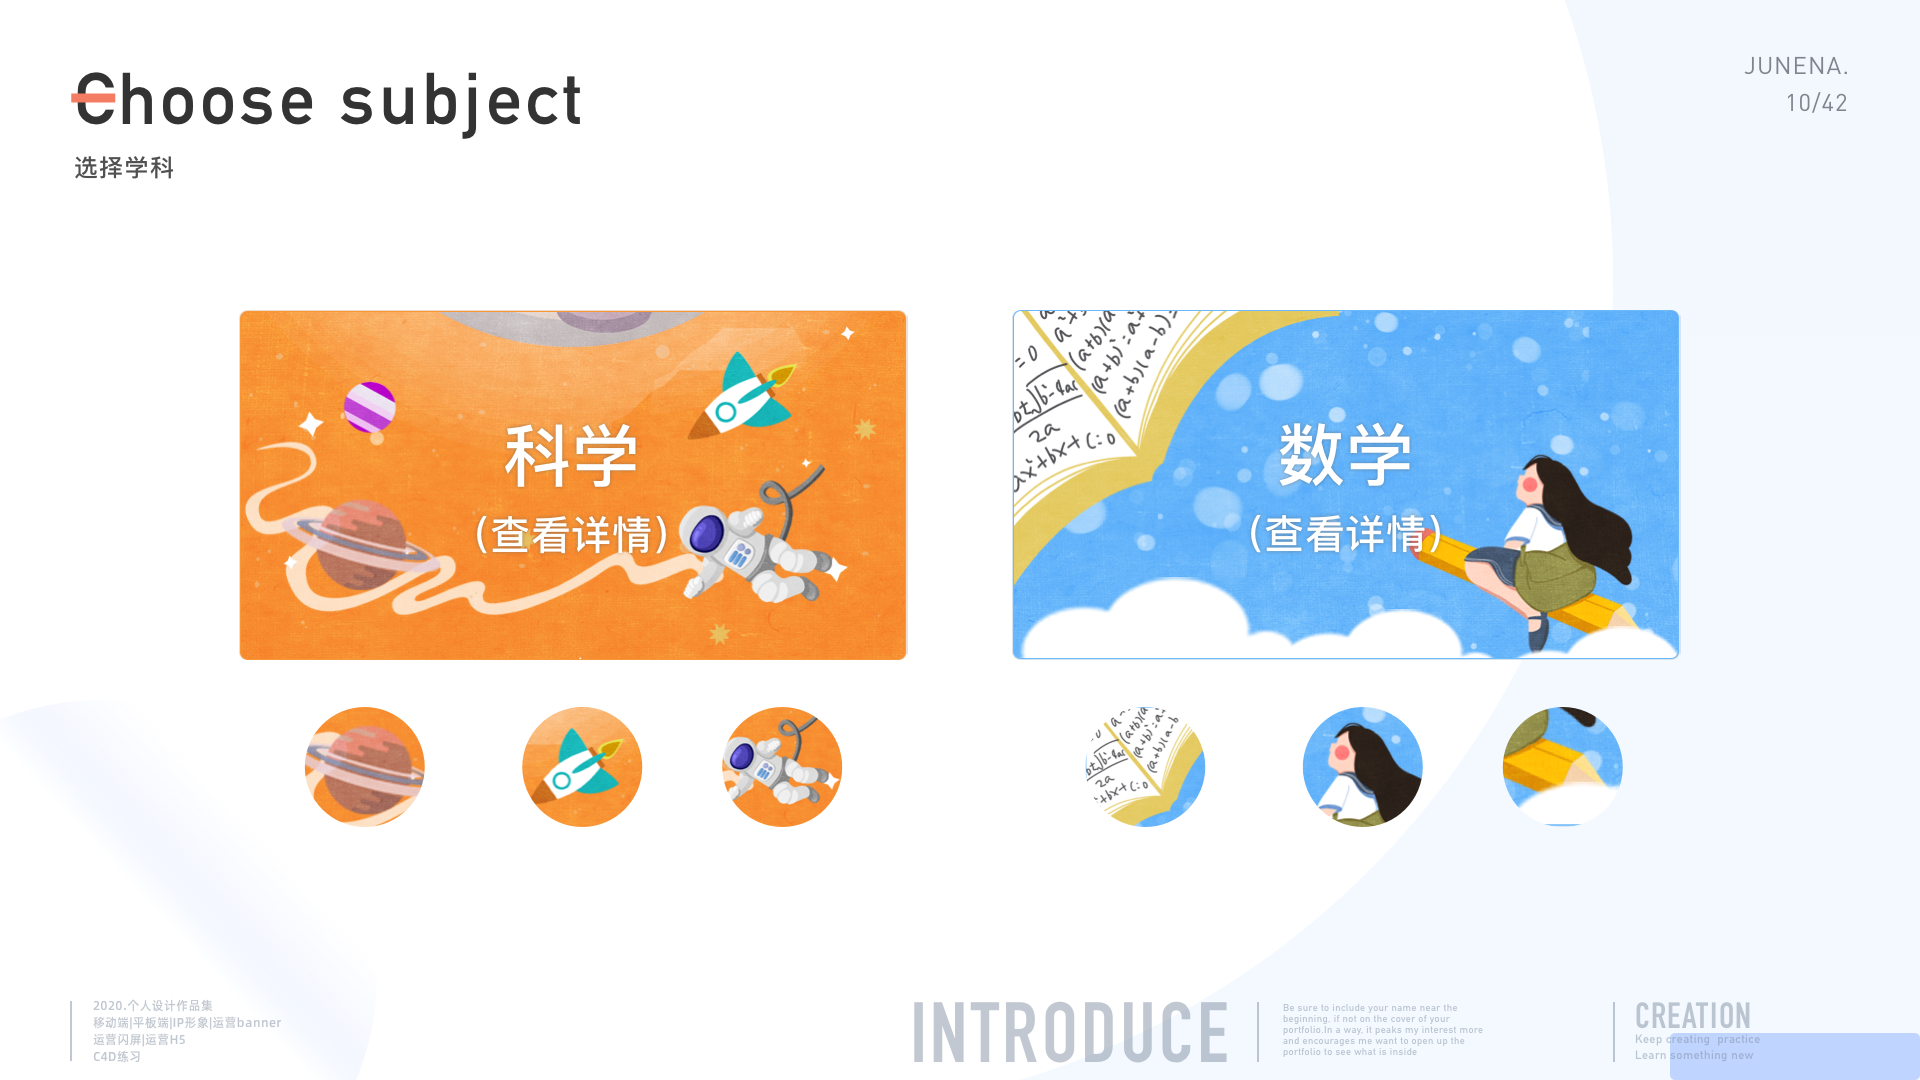 Choose subject
选择学科
JUNENA.
10/42
科学
(查看详情)
数学
(查看详情)
2020.个人设计作品集
移动端|平板端|IP形象|运营banner
运营闪屏|运营H5
C4D练习
INTRODUCE
Be sure to include your name near the
beginning. if not on the cover of your
portfolio.In a way. it peaks my interest more
and encourages me want to open up the
portfolio to see what is inside
CREATION
Keep creating practice
Learn something new